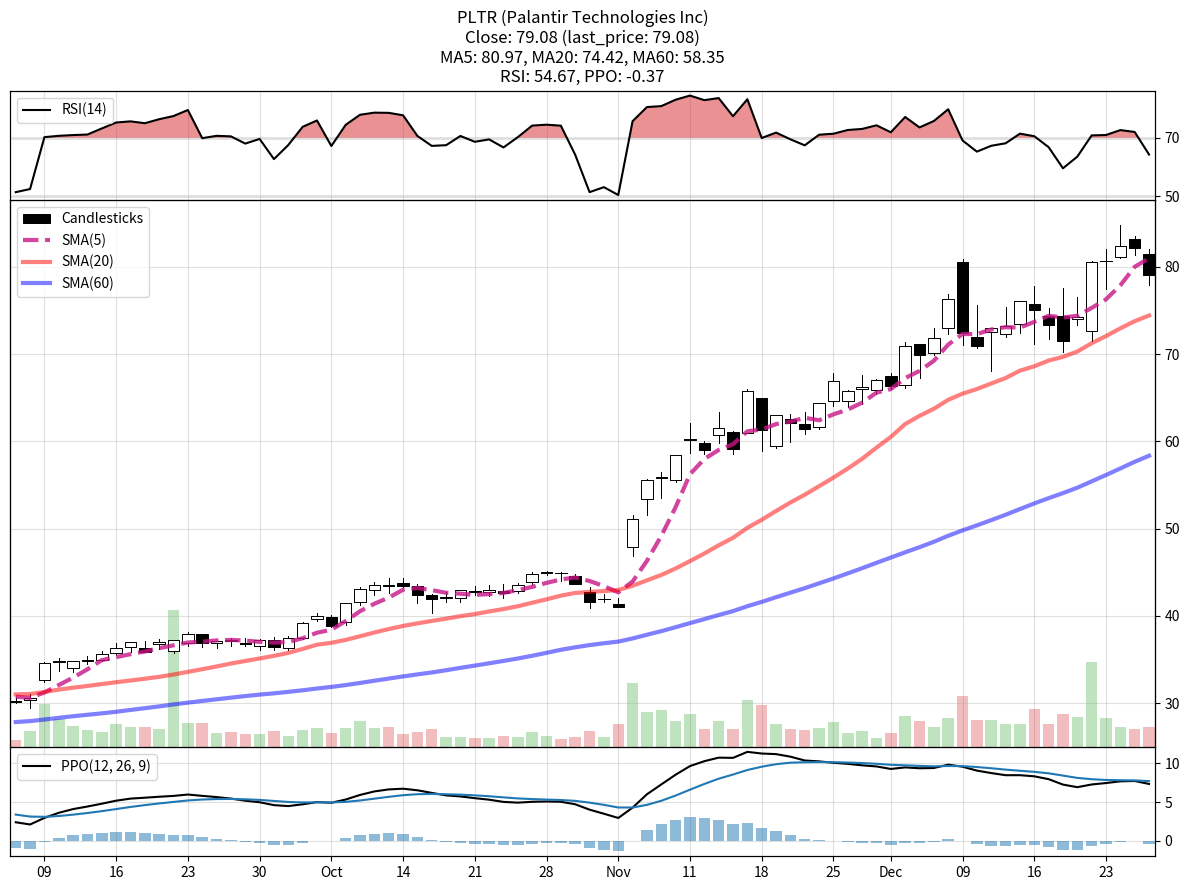 PLTR (Palantir Technologies Inc)
Close: 79.08 (last_price: 79.08)
MA5: 80.97, MA20: 74.42, MA60: 58.35
RSI: 54.67, PPO: -0.37
RSI(14)
70
50
Candlesticks
SMA(5)
SMA(20)
SMA(60)
80
70
60
50
40
30
PPO(12, 26, 9)
10
5
0
09 16 23 30 Oct 14 21 28 Nov 11 18 25 Dec 09 16 23